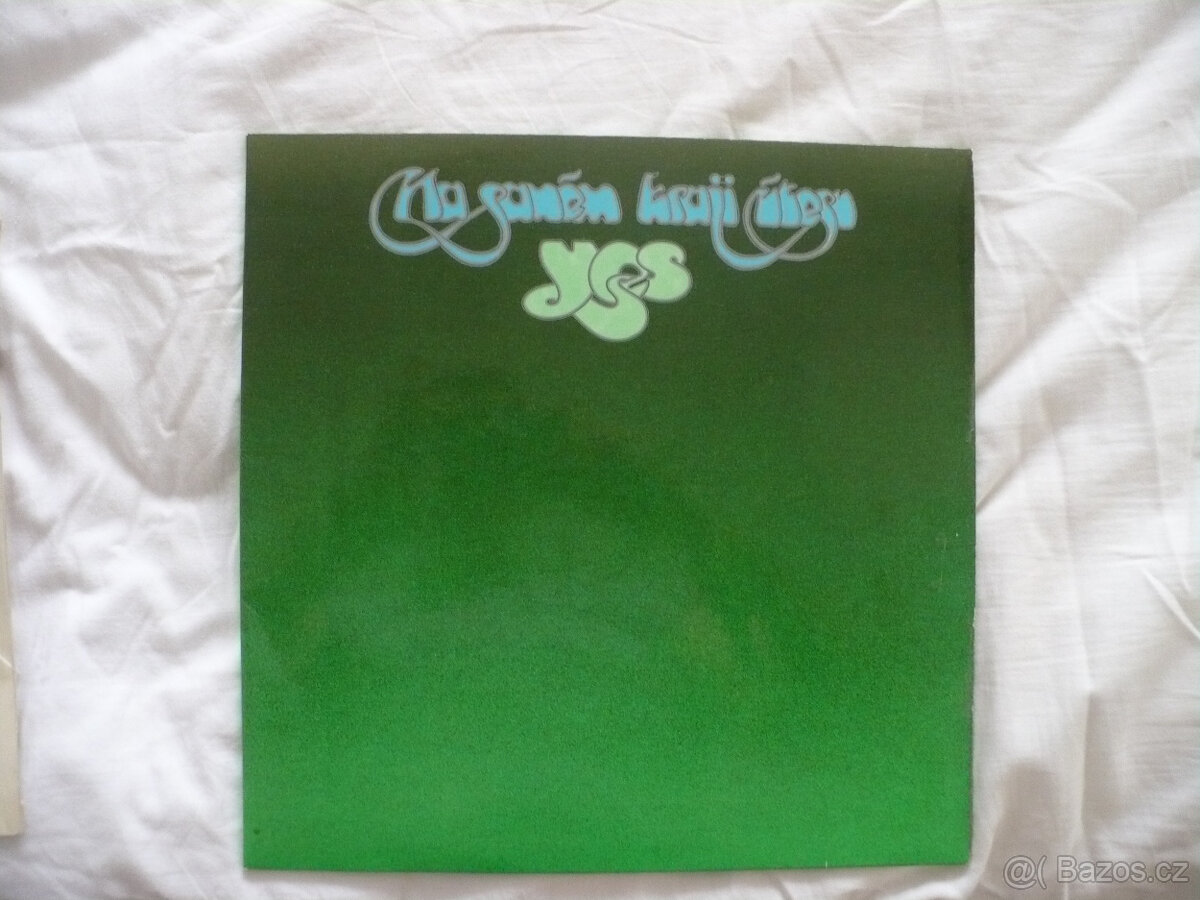 Na samém kraji útesu
yes
@( Bazos.cz